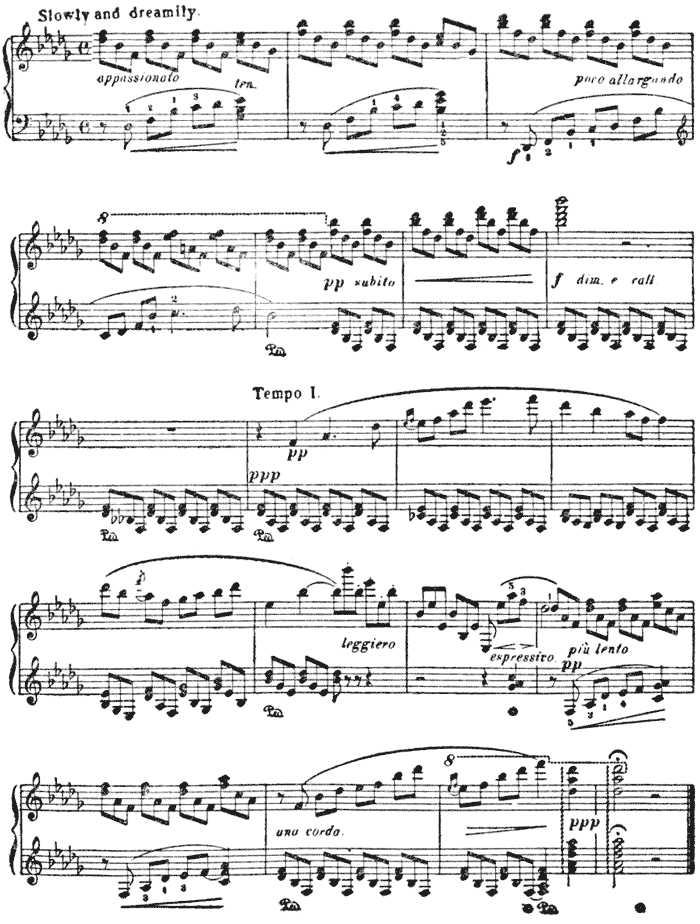 Slowly and dreamily.
appassionato
ten.
poco allargando
f
8
pp subito
f dim. e call.
Tempo I.
pp
ppp
leggiero
espressivo.
più lento.
pp
8
una corda.
ppp